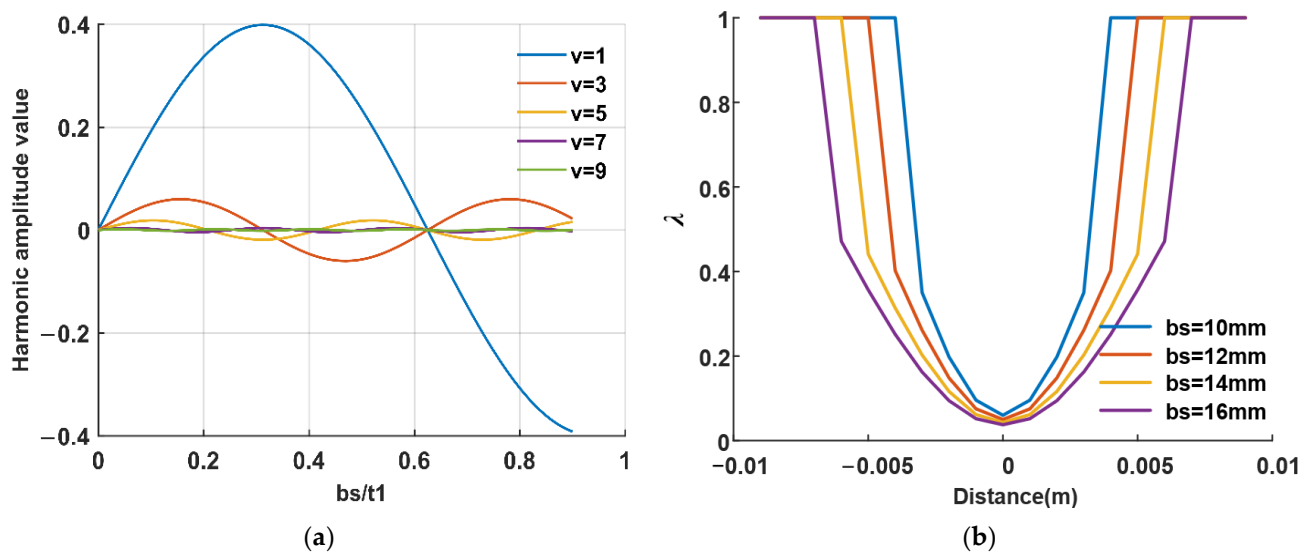 0.4
0.2
0
−0.2
−0.4
Harmonic amplitude value
v=1
v=3
v=5
v=7
v=9
0 0.2 0.4 0.6 0.8 1
bs/t1
(a)
1
0.8
0.6
0.4
0.2
0
λ
bs=10mm
bs=12mm
bs=14mm
bs=16mm
−0.01 −0.005 0 0.005 0.01
Distance(m)
(b)